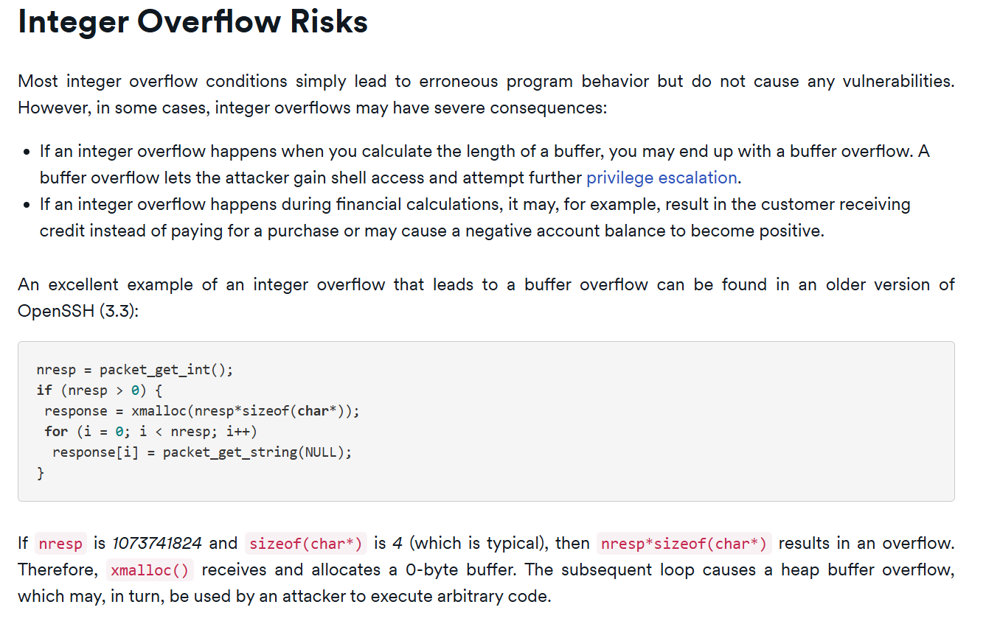 Integer Overflow Risks
Most integer overflow conditions simply lead to erroneous program behavior but do not cause any vulnerabilities.
However, in some cases, integer overflows may have severe consequences:
• If an integer overflow happens when you calculate the length of a buffer, you may end up with a buffer overflow. A
buffer overflow lets the attacker gain shell access and attempt further privilege escalation.
• If an integer overflow happens during financial calculations, it may, for example, result in the customer receiving
credit instead of paying for a purchase or may cause a negative account balance to become positive.
An excellent example of an integer overflow that leads to a buffer overflow can be found in an older version of
OpenSSH (3.3):
nresp = packet_get_int();
if (nresp > 0) {
 response = xmalloc(nresp*sizeof(char*));
 for (i = 0; i < nresp; i++)
  response[i] = packet_get_string(NULL);
}
If nresp is 1073741824 and sizeof(char*) is 4 (which is typical), then nresp*sizeof(char*) results in an overflow.
Therefore, xmalloc() receives and allocates a 0-byte buffer. The subsequent loop causes a heap buffer overflow,
which may, in turn, be used by an attacker to execute arbitrary code.